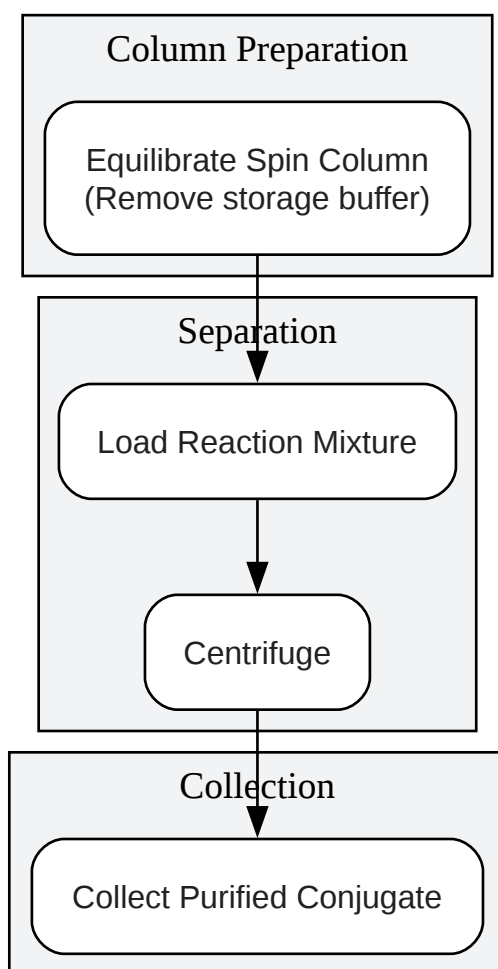 Column Preparation
Equilibrate Spin Column
(Remove storage buffer)
Separation
Load Reaction Mixture
Centrifuge
Collection
Collect Purified Conjugate